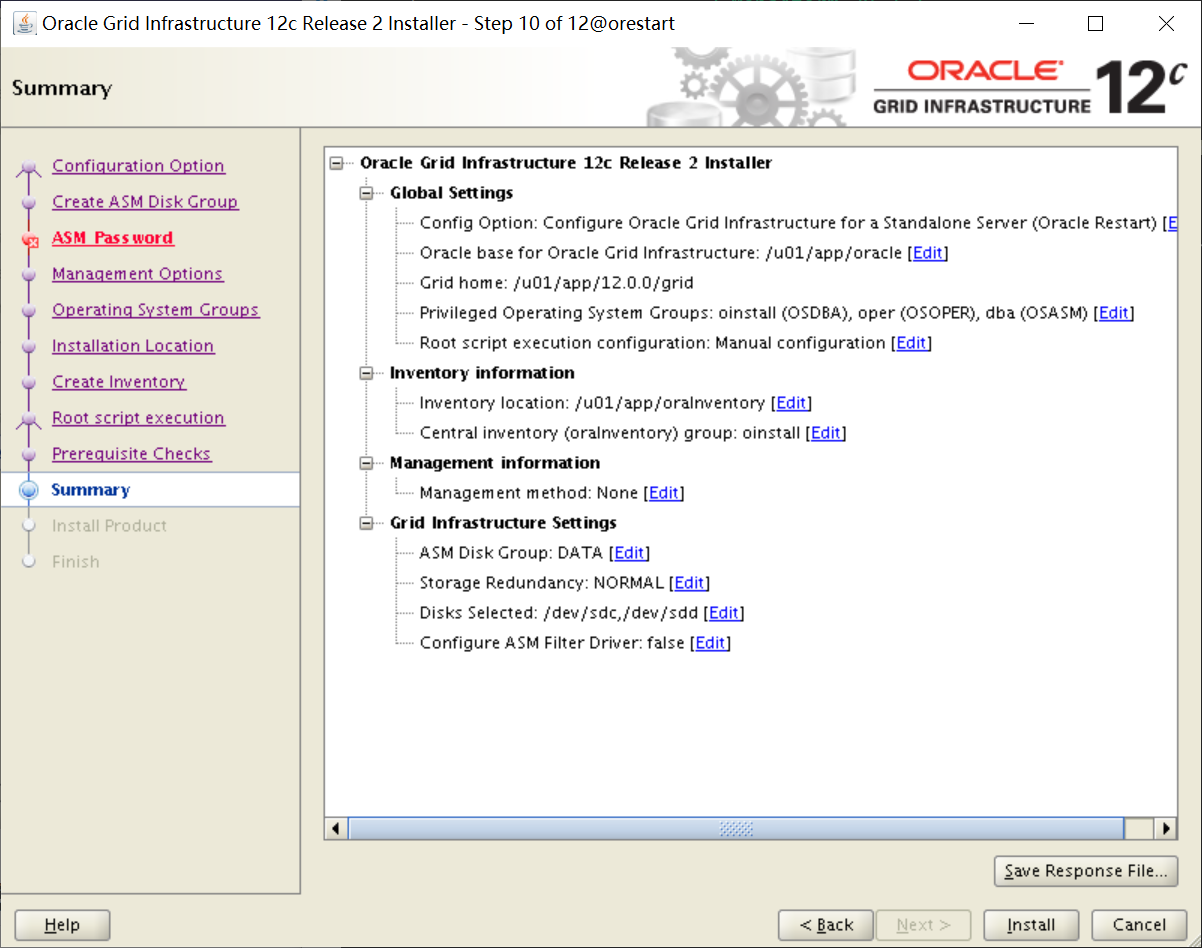 Oracle Grid Infrastructure 12c Release 2 Installer - Step 10 of 12@orestart
Summary
ORACLE
GRID INFRASTRUCTURE
12c
Configuration Option
Create ASM Disk Group
ASM Password
Management Options
Operating System Groups
Installation Location
Create Inventory
Root script execution
Prerequisite Checks
Summary
Install Product
Finish
Oracle Grid Infrastructure 12c Release 2 Installer
Global Settings
Config Option: Configure Oracle Grid Infrastructure for a Standalone Server (Oracle Restart) [E
Oracle base for Oracle Grid Infrastructure: /u01/app/oracle [Edit]
Grid home: /u01/app/12.0.0/grid
Privileged Operating System Groups: oinstall (OSDBA), oper (OSOPER), dba (OSASM) [Edit]
Root script execution configuration: Manual configuration [Edit]
Inventory information
Inventory location: /u01/app/oraInventory [Edit]
Central inventory (oraInventory) group: oinstall [Edit]
Management information
Management method: None [Edit]
Grid Infrastructure Settings
ASM Disk Group: DATA [Edit]
Storage Redundancy: NORMAL [Edit]
Disks Selected: /dev/sdc,/dev/sdd [Edit]
Configure ASM Filter Driver: false [Edit]
Save Response File...
Help
< Back
Next >
Install
Cancel